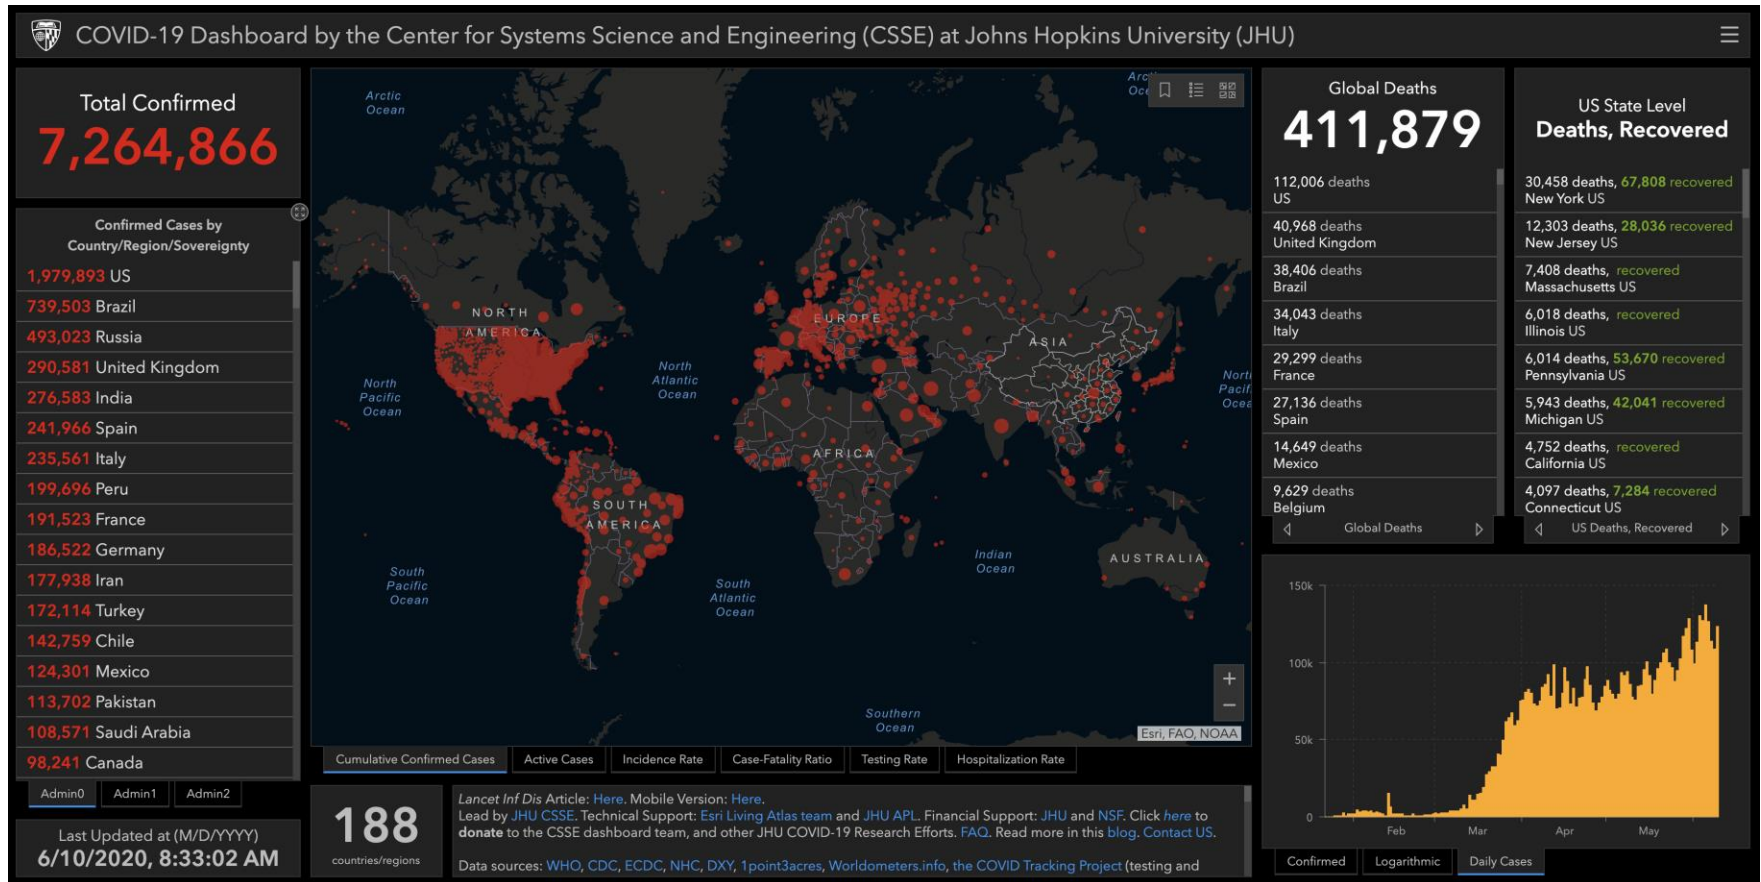 COVID-19 Dashboard by the Center for Systems Science and Engineering (CSSE) at Johns Hopkins University (JHU)
Total Confirmed
7,264,866
Confirmed Cases by
Country/Region/Sovereignty
1,979,893 US
739,503 Brazil
493,023 Russia
290,581 United Kingdom
276,583 India
241,966 Spain
235,561 Italy
199,696 Peru
191,523 France
186,522 Germany
177,938 Iran
172,114 Turkey
142,759 Chile
124,301 Mexico
113,702 Pakistan
108,571 Saudi Arabia
98,241 Canada
Admin0
Admin1
Admin2
Last Updated at (M/D/YYYY)
6/10/2020, 8:33:02 AM
Arctic
Ocean
NORTH
AMERICA
North
Pacific
Ocean
North
Atlantic
Ocean
EUROPE
ASIA
AFRICA
SOUTH
AMERICA
South
Pacific
Ocean
South
Atlantic
Ocean
Indian
Ocean
AUSTRALIA
Southern
Ocean
Esri, FAO, NOAA
Cumulative Confirmed Cases
Active Cases
Incidence Rate
Case-Fatality Ratio
Testing Rate
Hospitalization Rate
188
countries/regions
Lancet Inf Dis Article: Here. Mobile Version: Here.
Lead by JHU CSSE. Technical Support: Esri Living Atlas team and JHU APL. Financial Support: JHU and NSF. Click here to
donate to the CSSE dashboard team, and other JHU COVID-19 Research Efforts. FAQ. Read more in this blog. Contact US.
Data sources: WHO, CDC, ECDC, NHC, DXY, 1point3acres, Worldometers.info, the COVID Tracking Project (testing and
Global Deaths
411,879
112,006 deaths
US
40,968 deaths
United Kingdom
38,406 deaths
Brazil
34,043 deaths
Italy
29,299 deaths
France
27,136 deaths
Spain
14,649 deaths
Mexico
9,629 deaths
Belgium
Global Deaths
US State Level
Deaths, Recovered
30,458 deaths, 67,808 recovered
New York US
12,303 deaths, 28,036 recovered
New Jersey US
7,408 deaths, recovered
Massachusetts US
6,018 deaths, recovered
Illinois US
6,014 deaths, 53,670 recovered
Pennsylvania US
5,943 deaths, 42,041 recovered
Michigan US
4,752 deaths, recovered
California US
4,097 deaths, 7,284 recovered
Connecticut US
US Deaths, Recovered
150k
100k
50k
0
Feb
Mar
Apr
May
Confirmed
Logarithmic
Daily Cases